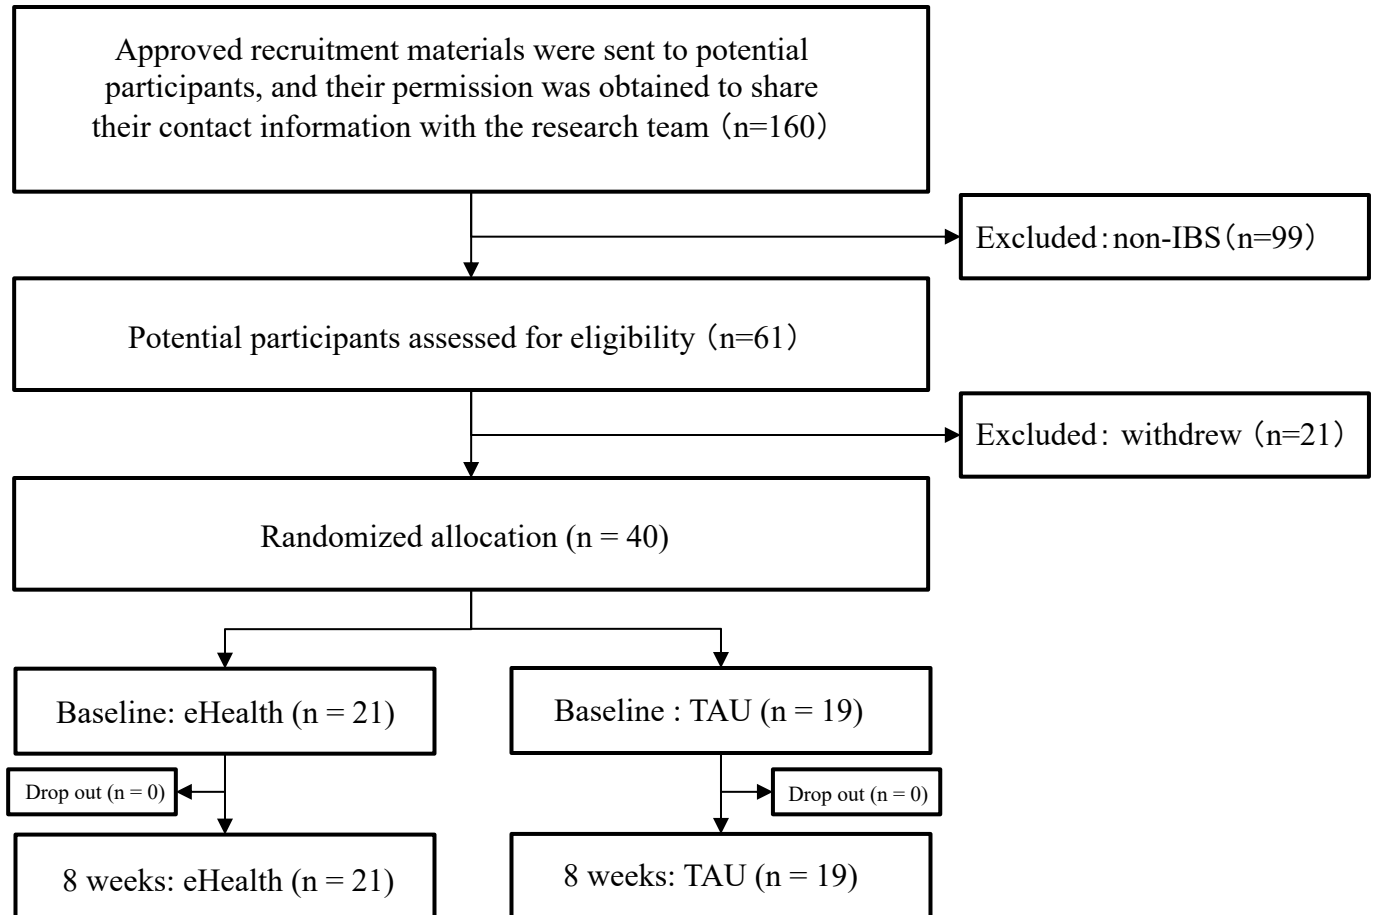 Approved recruitment materials were sent to potential
participants, and their permission was obtained to share
their contact information with the research team（n=160）
Excluded：non-IBS（n=99）
Potential participants assessed for eligibility（n=61）
Excluded： withdrew（n=21）
Randomized allocation (n = 40)
Baseline: eHealth (n = 21)
Baseline : TAU (n = 19)
Drop out (n = 0)
Drop out (n = 0)
8 weeks: eHealth (n = 21)
8 weeks: TAU (n = 19)